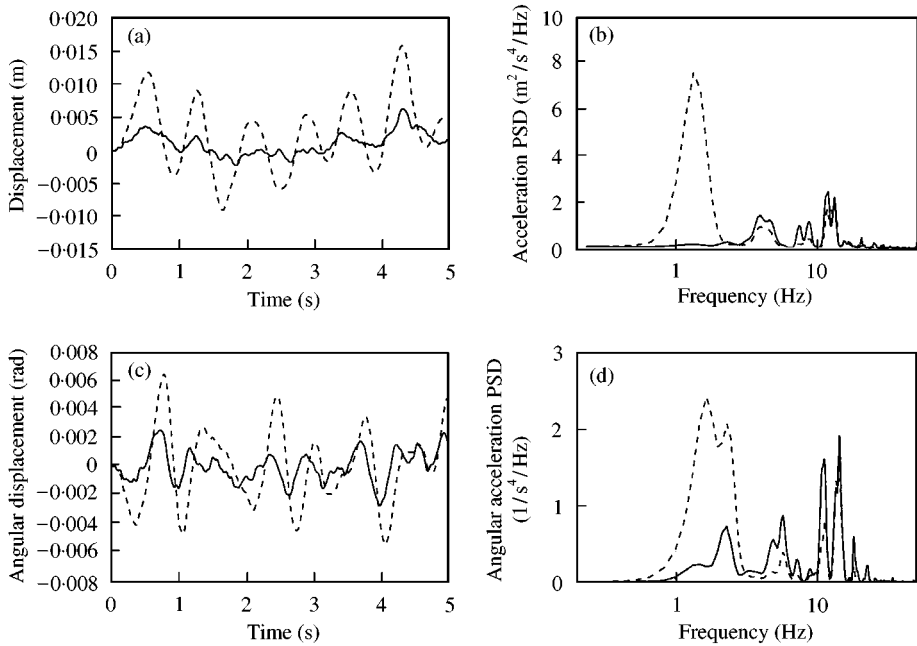 (a)
Displacement (m)
0·020
0·015
0·010
0·005
0
−0·005
−0·010
−0·015
0 1 2 3 4 5
Time (s)
(b)
Acceleration PSD (m²/s⁴/Hz)
10
8
6
4
2
0
1 10
Frequency (Hz)
(c)
Angular displacement (rad)
0·008
0·006
0·004
0·002
0
−0·002
−0·004
−0·006
−0·008
0 1 2 3 4 5
Time (s)
(d)
Angular acceleration PSD
(1/s⁴/Hz)
3
2
1
0
1 10
Frequency (Hz)